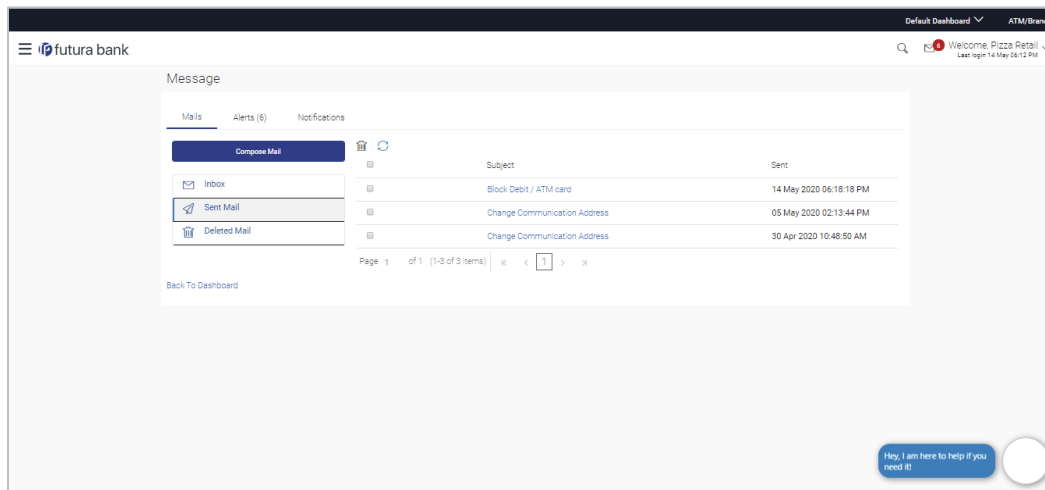 Default Dashboard ATM/Branch
futura bank
6 Welcome, Pizza Retail
Last login 14 May 06:12 PM
Message
Mails Alerts (6) Notifications
Compose Mail
Subject Sent
Inbox
Block Debit / ATM card 14 May 2020 06:18:18 PM
Sent Mail
Change Communication Address 05 May 2020 02:13:44 PM
Deleted Mail
Change Communication Address 30 Apr 2020 10:48:50 AM
Page 1 of 1 (1-3 of 3 items) K < 1 > X
Back To Dashboard
Hey, I am here to help if you
need it!